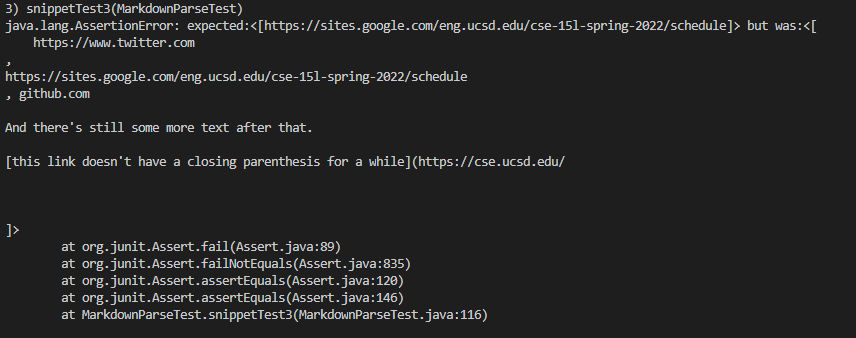 3) snippetTest3(MarkdownParseTest)
java.lang.AssertionError: expected:<[https://sites.google.com/eng.ucsd.edu/cse-15l-spring-2022/schedule]> but was:<[
    https://www.twitter.com
,
https://sites.google.com/eng.ucsd.edu/cse-15l-spring-2022/schedule
, github.com

And there's still some more text after that.

[this link doesn't have a closing parenthesis for a while](https://cse.ucsd.edu/



]>
        at org.junit.Assert.fail(Assert.java:89)
        at org.junit.Assert.failNotEquals(Assert.java:835)
        at org.junit.Assert.assertEquals(Assert.java:120)
        at org.junit.Assert.assertEquals(Assert.java:146)
        at MarkdownParseTest.snippetTest3(MarkdownParseTest.java:116)